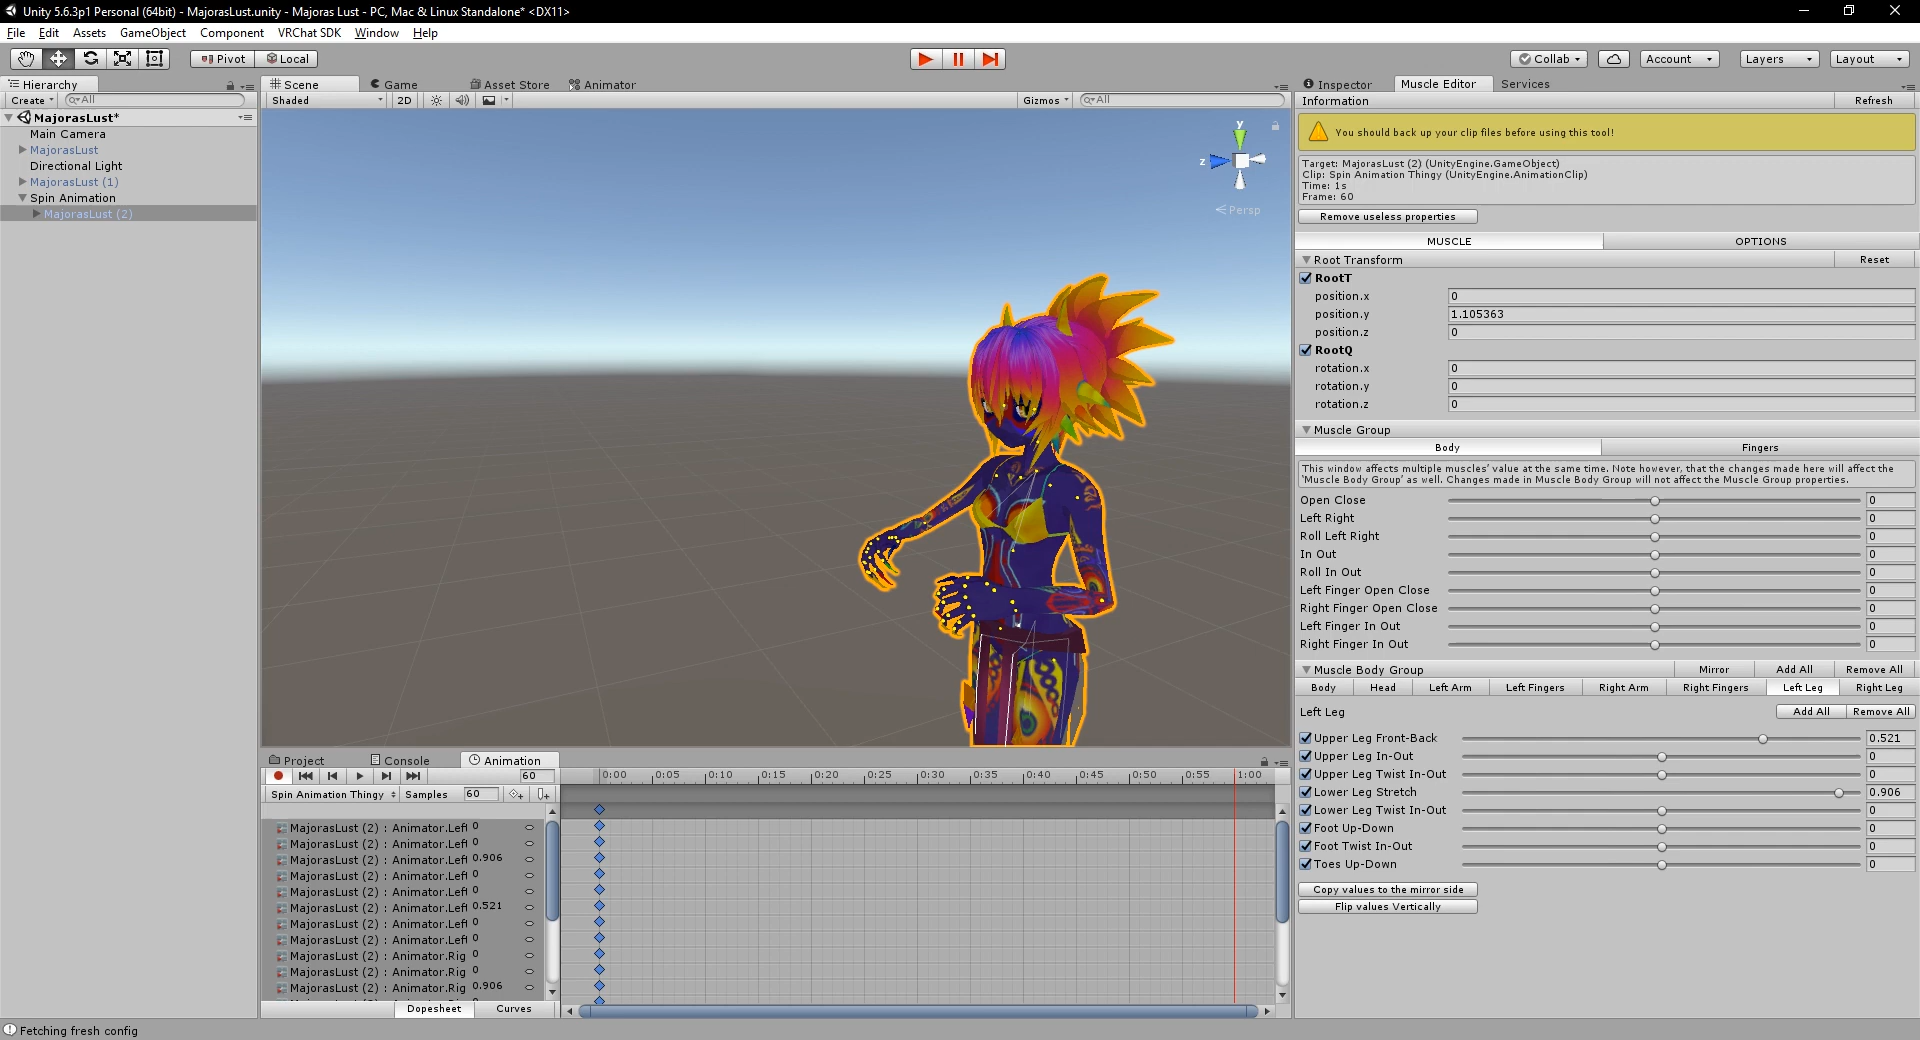 Unity 5.6.3p1 Personal (64bit) - MajorasLust.unity - Majoras Lust - PC, Mac & Linux Standalone* <DX11>
File Edit Assets GameObject Component VRChat SDK Window Help
Pivot Local Collab Account Layers Layout
Hierarchy
Create All
MajorasLust*
Main Camera
MajorasLust
Directional Light
MajorasLust (1)
Spin Animation
MajorasLust (2)
Scene Game Asset Store Animator
Shaded 2D Gizmos All
y
z
Persp
Project Console Animation
60 0:00 0:05 0:10 0:15 0:20 0:25 0:30 0:35 0:40 0:45 0:50 0:55 1:00
Spin Animation Thingy Samples 60
MajorasLust (2) : Animator.Left 0
MajorasLust (2) : Animator.Left 0
MajorasLust (2) : Animator.Left 0.906
MajorasLust (2) : Animator.Left 0
MajorasLust (2) : Animator.Left 0
MajorasLust (2) : Animator.Left 0.521
MajorasLust (2) : Animator.Left 0
MajorasLust (2) : Animator.Left 0
MajorasLust (2) : Animator.Rig 0
MajorasLust (2) : Animator.Rig 0
MajorasLust (2) : Animator.Rig 0.906
Dopesheet Curves
Inspector Muscle Editor Services
Information Refresh
You should back up your clip files before using this tool!
Target: MajorasLust (2) (UnityEngine.GameObject)
Clip: Spin Animation Thingy (UnityEngine.AnimationClip)
Time: 1s
Frame: 60
Remove useless properties
MUSCLE OPTIONS
Root Transform Reset
RootT
position.x 0
position.y 1.105363
position.z 0
RootQ
rotation.x 0
rotation.y 0
rotation.z 0
Muscle Group
Body Fingers
This window affects multiple muscles' value at the same time. Note however, that the changes made here will affect the
'Muscle Body Group' as well. Changes made in Muscle Body Group will not affect the Muscle Group properties.
Open Close 0
Left Right 0
Roll Left Right 0
In Out 0
Roll In Out 0
Left Finger Open Close 0
Right Finger Open Close 0
Left Finger In Out 0
Right Finger In Out 0
Muscle Body Group Mirror Add All Remove All
Body Head Left Arm Left Fingers Right Arm Right Fingers Left Leg Right Leg
Left Leg Add All Remove All
Upper Leg Front-Back 0.521
Upper Leg In-Out 0
Upper Leg Twist In-Out 0
Lower Leg Stretch 0.906
Lower Leg Twist In-Out 0
Foot Up-Down 0
Foot Twist In-Out 0
Toes Up-Down 0
Copy values to the mirror side
Flip values Vertically
Fetching fresh config